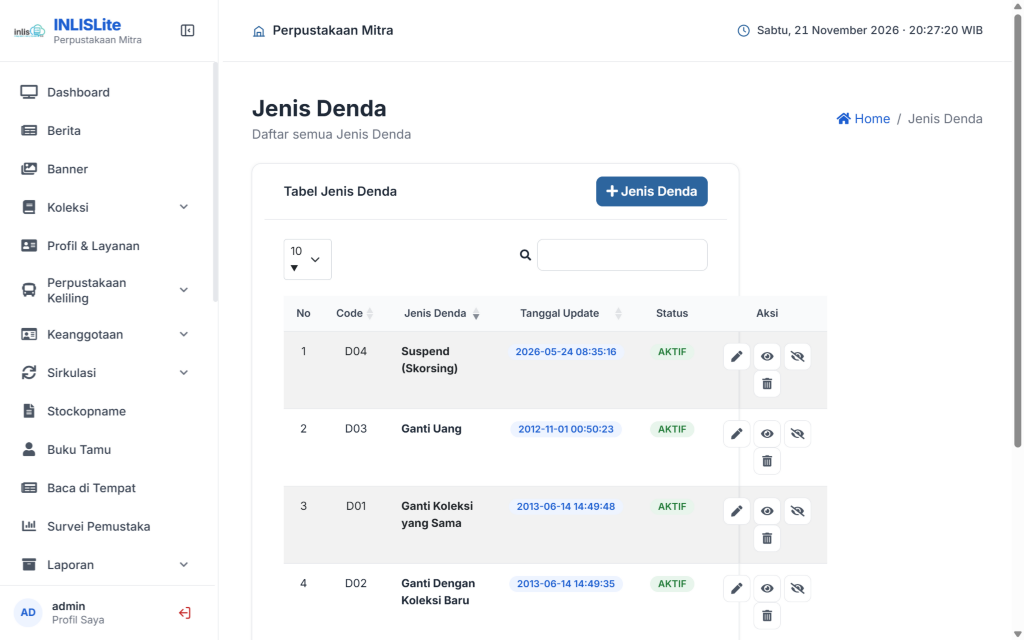 inlis
INLISLite
Perpustakaan Mitra
Perpustakaan Mitra
Sabtu, 21 November 2026 · 20:27:20 WIB
Dashboard
Berita
Banner
Koleksi
Profil & Layanan
Perpustakaan
Keliling
Keanggotaan
Sirkulasi
Stockopname
Buku Tamu
Baca di Tempat
Survei Pemustaka
Laporan
AD
admin
Profil Saya
Jenis Denda
Daftar semua Jenis Denda
Home / Jenis Denda
Tabel Jenis Denda
Jenis Denda
10
No Code Jenis Denda Tanggal Update Status Aksi
1 D04 Suspend 2026-05-24 08:35:16 AKTIF
(Skorsing)
2 D03 Ganti Uang 2012-11-01 00:50:23 AKTIF
3 D01 Ganti Koleksi 2013-06-14 14:49:48 AKTIF
yang Sama
4 D02 Ganti Dengan 2013-06-14 14:49:35 AKTIF
Koleksi Baru